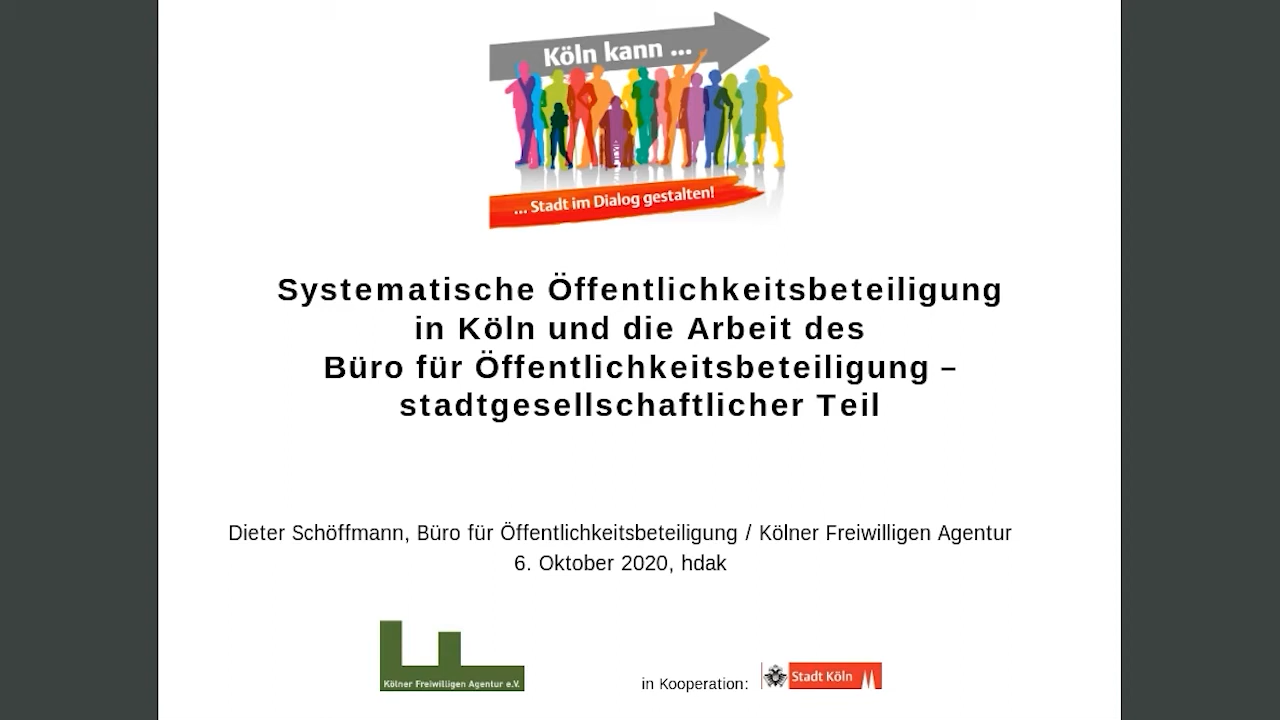 Köln kann ...
... Stadt im Dialog gestalten!
Systematische Öffentlichkeitsbeteiligung
in Köln und die Arbeit des
Büro für Öffentlichkeitsbeteiligung –
stadtgesellschaftlicher Teil
Dieter Schöffmann, Büro für Öffentlichkeitsbeteiligung / Kölner Freiwilligen Agentur
6. Oktober 2020, hdak
Kölner Freiwilligen Agentur e.V.
in Kooperation:
Stadt Köln